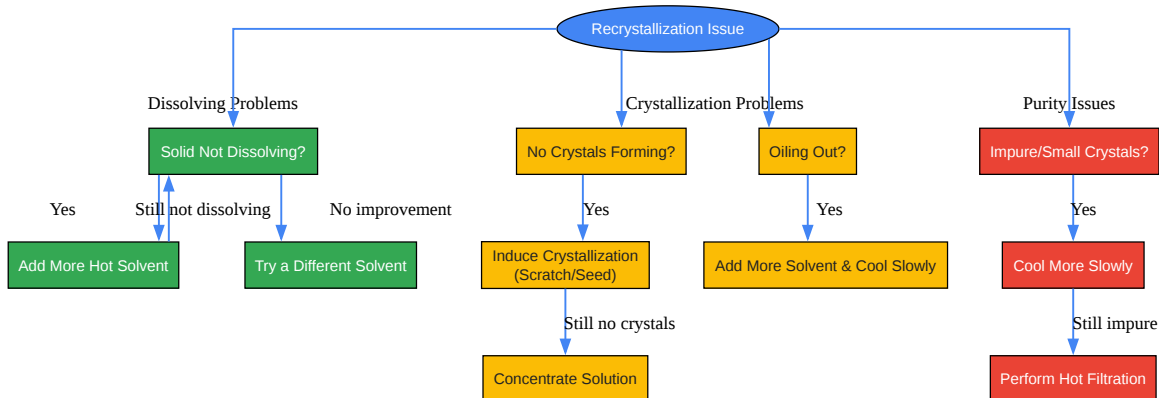 Recrystallization Issue
Dissolving Problems
Crystallization Problems
Purity Issues
Solid Not Dissolving?
No Crystals Forming?
Oiling Out?
Impure/Small Crystals?
Yes
Still not dissolving
No improvement
Yes
Yes
Yes
Add More Hot Solvent
Try a Different Solvent
Induce Crystallization
(Scratch/Seed)
Add More Solvent & Cool Slowly
Cool More Slowly
Still no crystals
Still impure
Concentrate Solution
Perform Hot Filtration